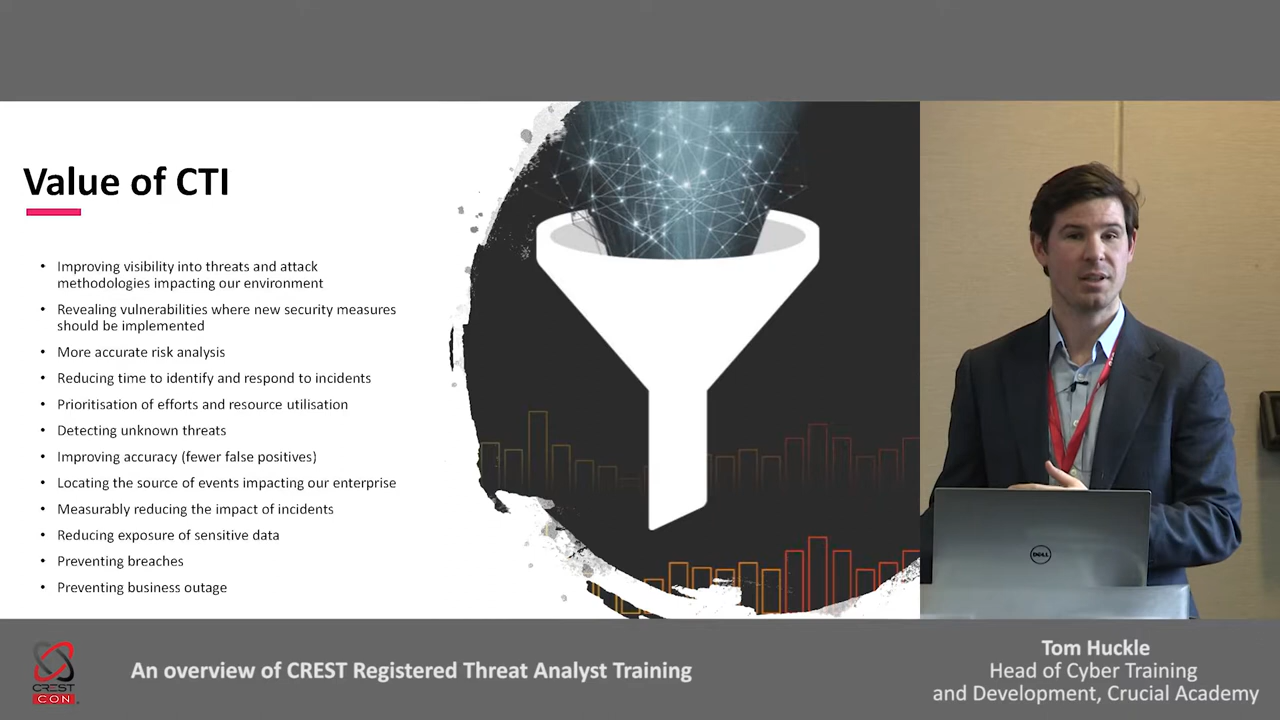 Value of CTI
• Improving visibility into threats and attack
methodologies impacting our environment
• Revealing vulnerabilities where new security measures
should be implemented
• More accurate risk analysis
• Reducing time to identify and respond to incidents
• Prioritisation of efforts and resource utilisation
• Detecting unknown threats
• Improving accuracy (fewer false positives)
• Locating the source of events impacting our enterprise
• Measurably reducing the impact of incidents
• Reducing exposure of sensitive data
• Preventing breaches
• Preventing business outage
DELL
CREST
CON
An overview of CREST Registered Threat Analyst Training
Tom Huckle
Head of Cyber Training
and Development, Crucial Academy